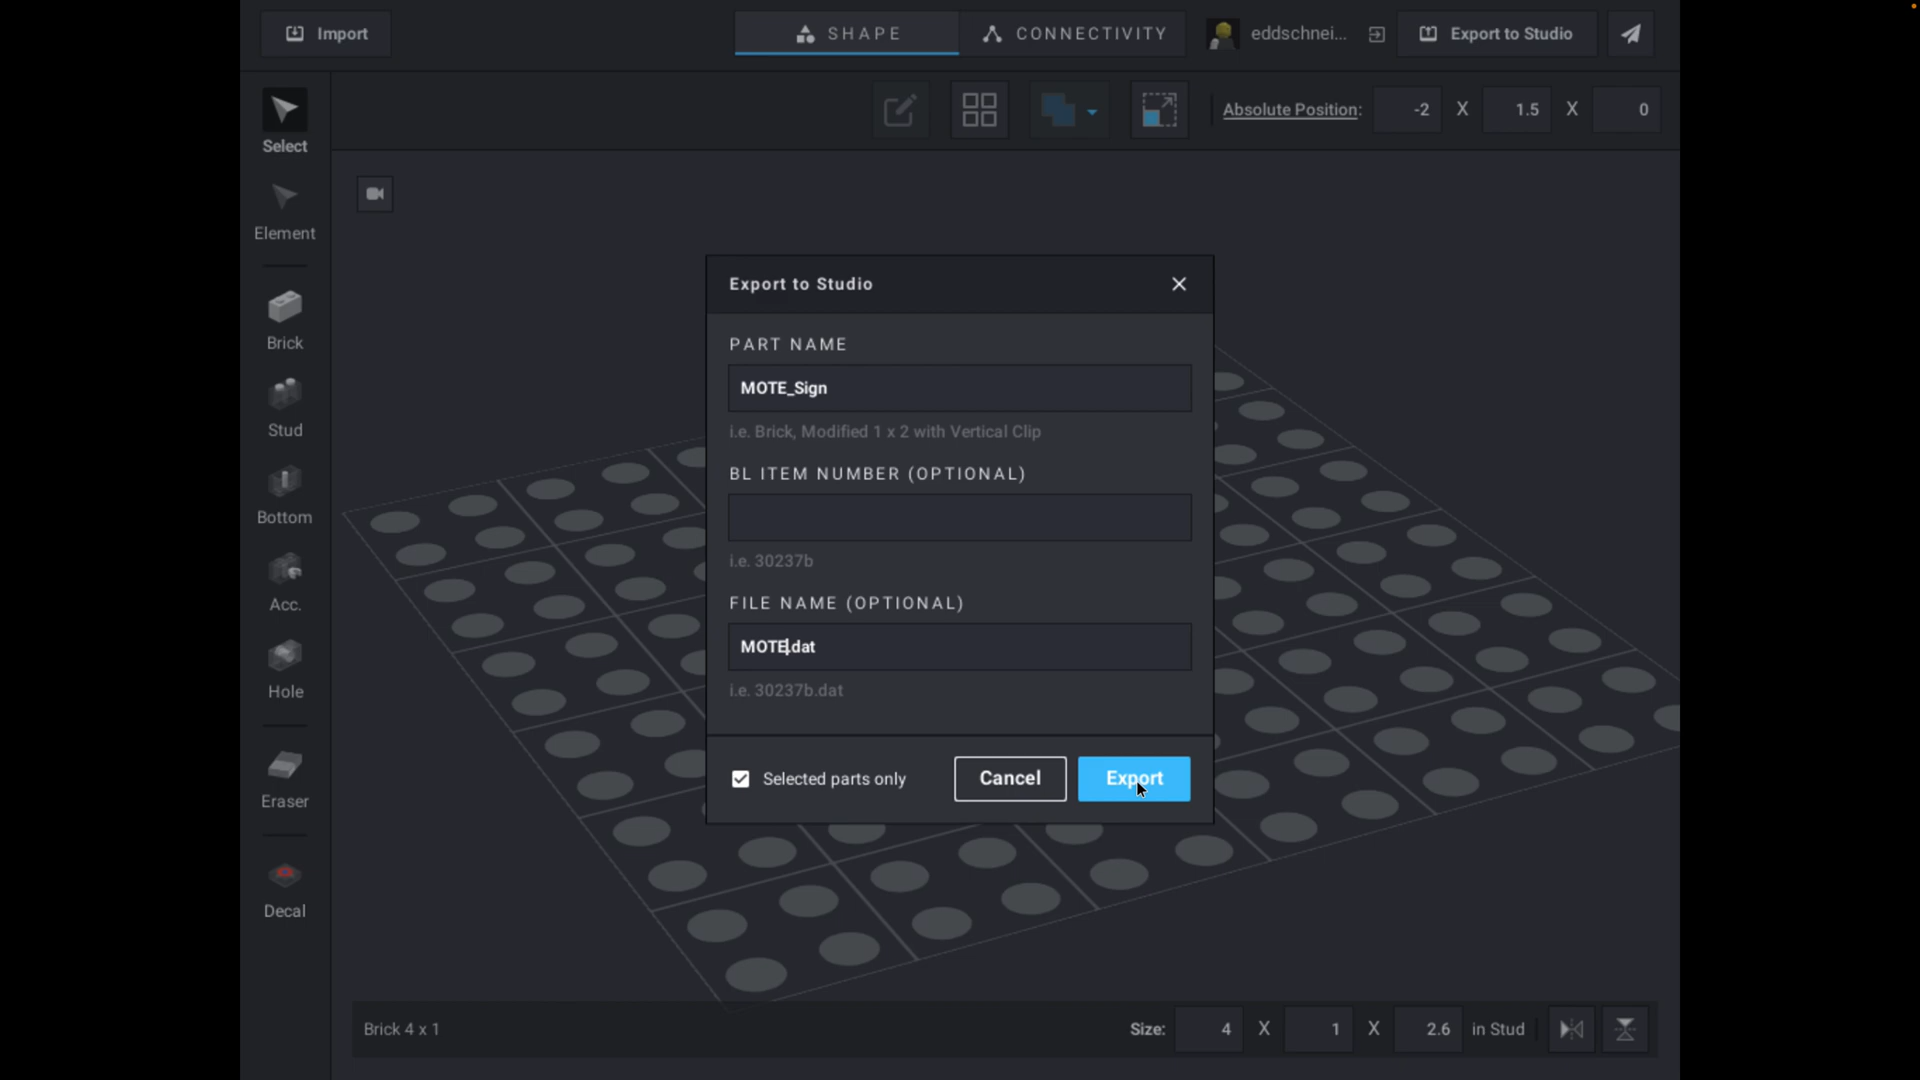 Import
SHAPE
CONNECTIVITY
eddschnei...
Export to Studio
Absolute Position: -2 X 1.5 X 0
Select
Element
Brick
Stud
Bottom
Acc.
Hole
Eraser
Decal
Export to Studio
PART NAME
MOTE_Sign
i.e. Brick, Modified 1 x 2 with Vertical Clip
BL ITEM NUMBER (OPTIONAL)
i.e. 30237b
FILE NAME (OPTIONAL)
MOTE.dat
i.e. 30237b.dat
Selected parts only
Cancel
Export
Brick 4 x 1
Size: 4 X 1 X 2.6 in Stud